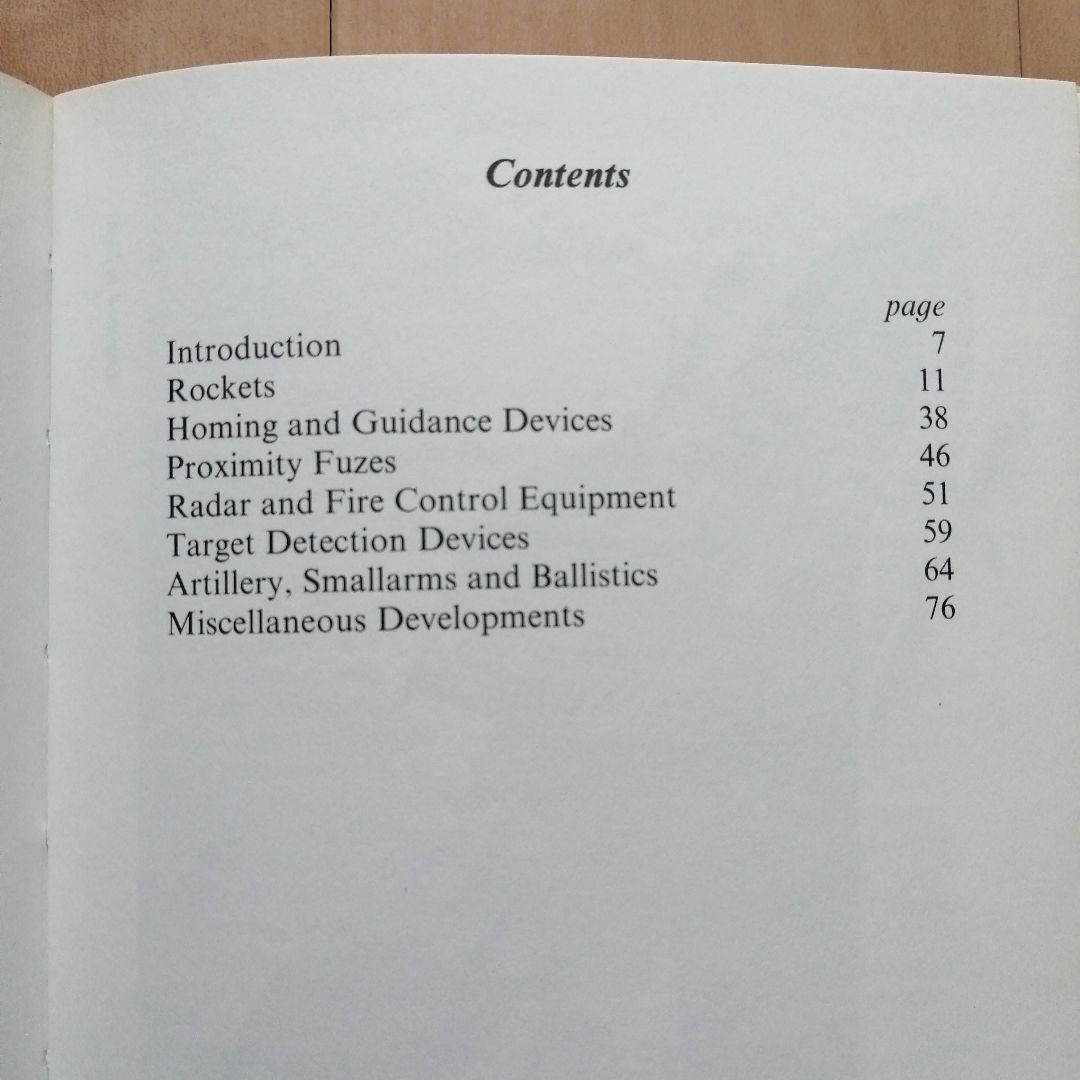 Contents
page
Introduction 7
Rockets 11
Homing and Guidance Devices 38
Proximity Fuzes 46
Radar and Fire Control Equipment 51
Target Detection Devices 59
Artillery, Smallarms and Ballistics 64
Miscellaneous Developments 76